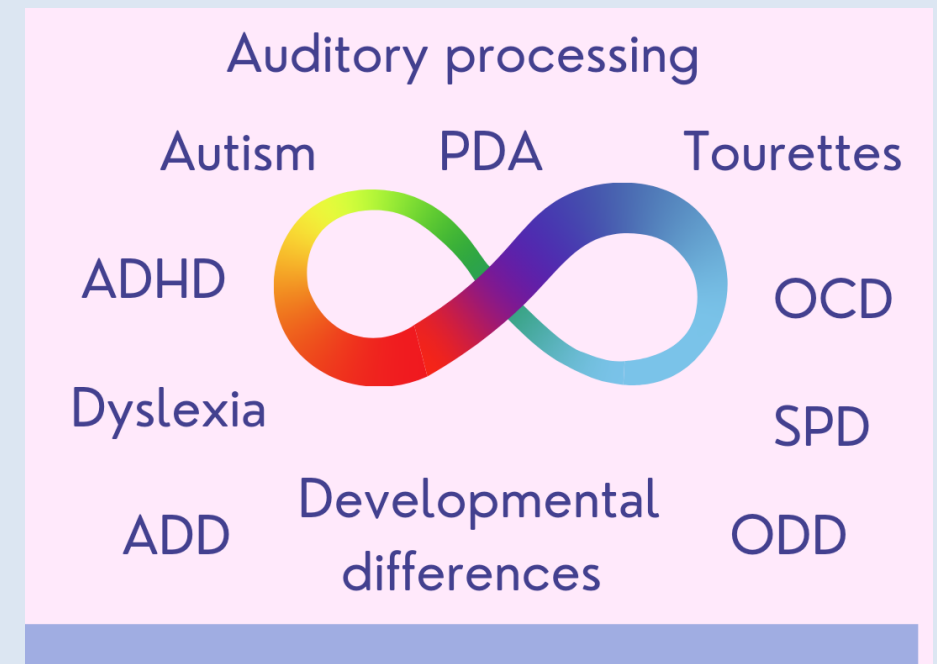 Auditory processing
Autism PDA Tourettes
ADHD
OCD
Dyslexia
SPD
Developmental
ADD ODD
differences